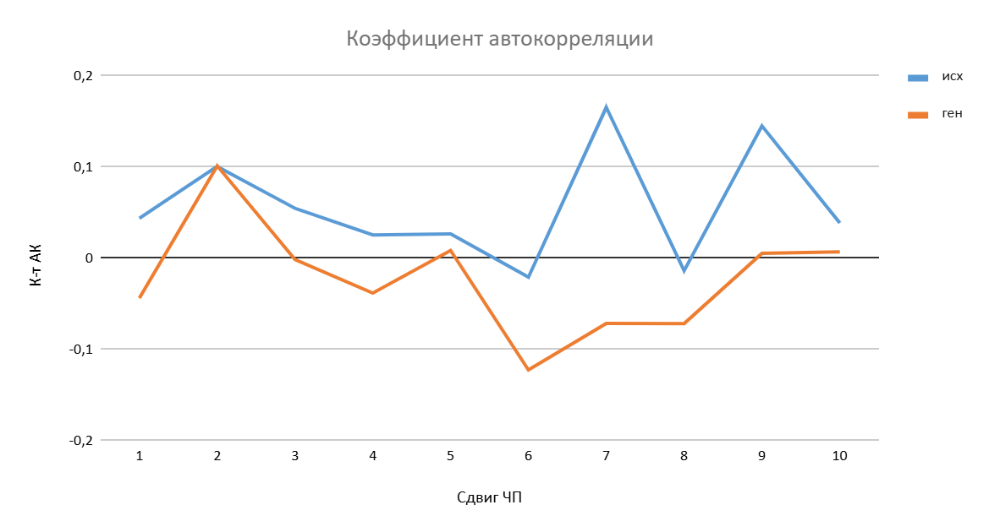 Коэффициент автокорреляции
0,2
0,1
0
-0,1
-0,2
К-т АК
1 2 3 4 5 6 7 8 9 10
Сдвиг ЧП
исх
ген